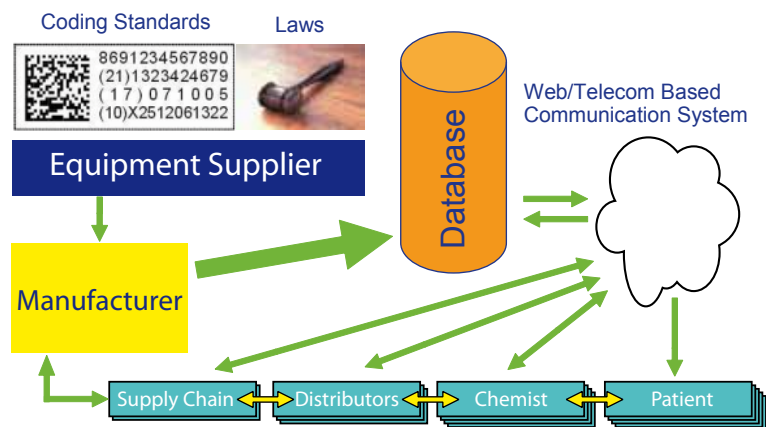 Coding Standards
Laws
8691234567890
(21)1323424679
(17)071005
(10)X2512061322
Equipment Supplier
Database
Web/Telecom Based
Communication System
Manufacturer
Supply Chain
Distributors
Chemist
Patient